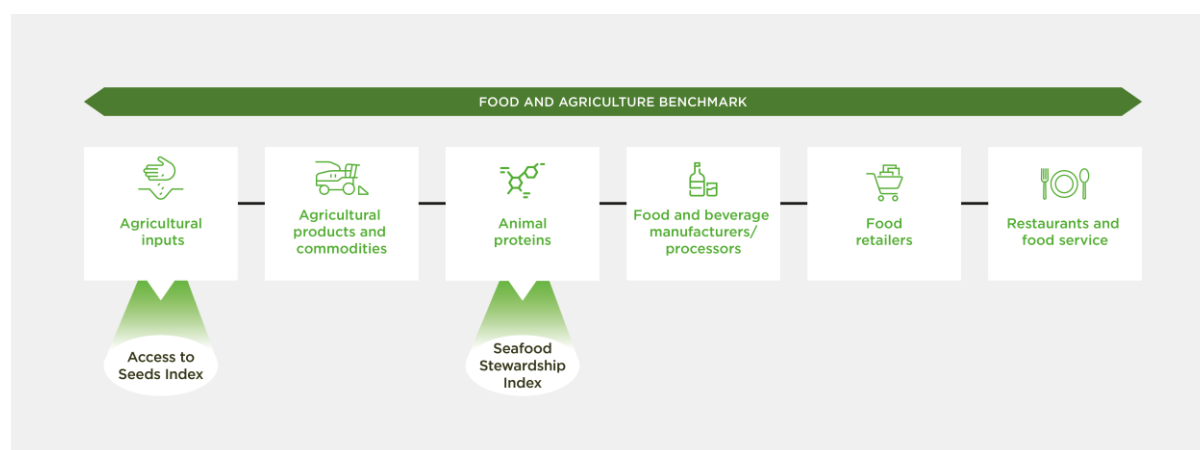 FOOD AND AGRICULTURE BENCHMARK
Agricultural
inputs
Agricultural
products and
commodities
Animal
proteins
Food and beverage
manufacturers/
processors
Food
retailers
Restaurants and
food service
Access to
Seeds Index
Seafood
Stewardship
Index